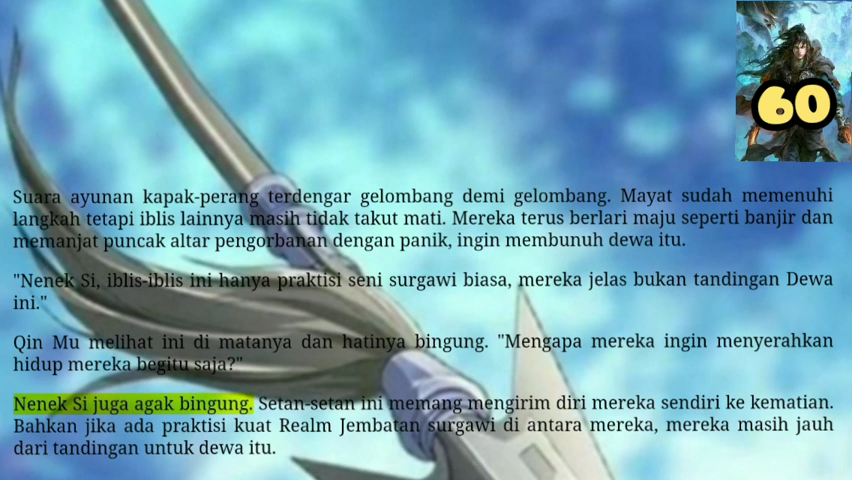 60
Suara ayunan kapak-perang terdengar gelombang demi gelombang. Mayat sudah memenuhi
langkah tetapi iblis lainnya masih tidak takut mati. Mereka terus berlari maju seperti banjir dan
memanjat puncak altar pengorbanan dengan panik, ingin membunuh dewa itu.
"Nenek Si, iblis-iblis ini hanya praktisi seni surgawi biasa, mereka jelas bukan tandingan Dewa
ini."
Qin Mu melihat ini di matanya dan hatinya bingung. "Mengapa mereka ingin menyerahkan
hidup mereka begitu saja?"
Nenek Si juga agak bingung. Setan-setan ini memang mengirim diri mereka sendiri ke kematian.
Bahkan jika ada praktisi kuat Realm Jembatan surgawi di antara mereka, mereka masih jauh
dari tandingan untuk dewa itu.